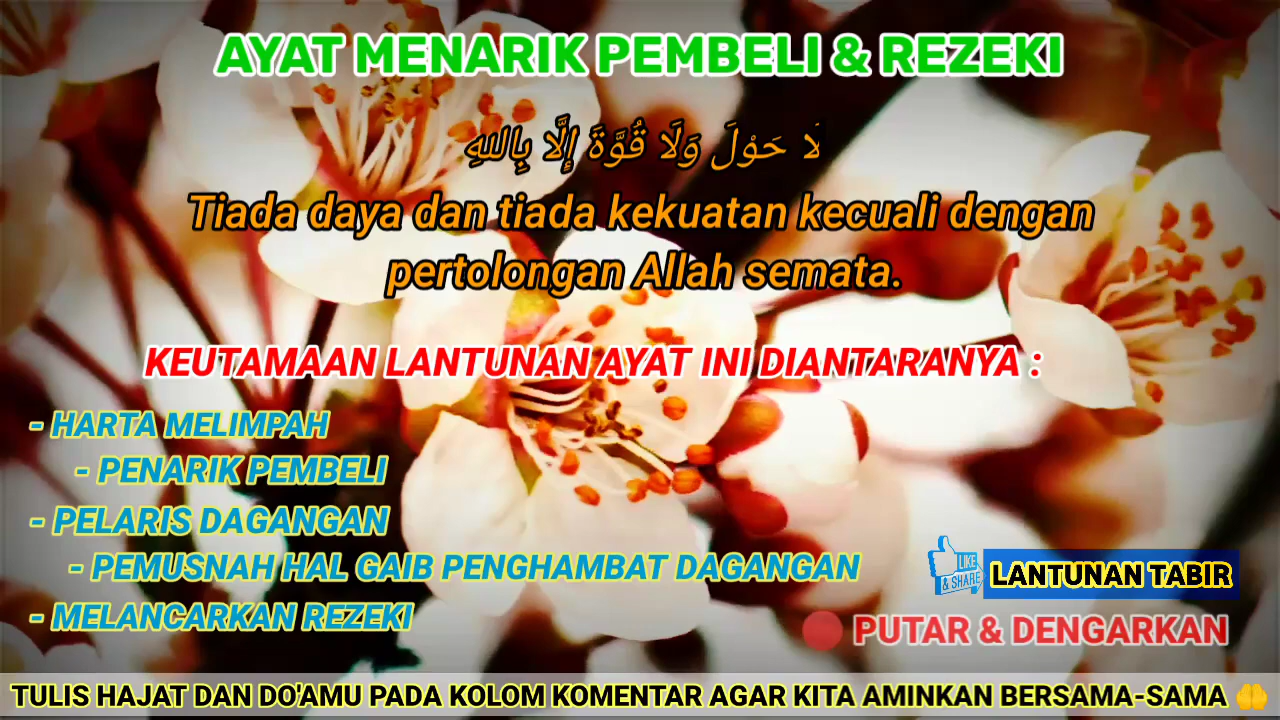 AYAT MENARIK PEMBELI & REZEKI
لَا حَوْلَ وَلَا قُوَّةَ إِلَّا بِاللهِ
Tiada daya dan tiada kekuatan kecuali dengan
pertolongan Allah semata.
KEUTAMAAN LANTUNAN AYAT INI DIANTARANYA :
- HARTA MELIMPAH
- PENARIK PEMBELI
- PELARIS DAGANGAN
- PEMUSNAH HAL GAIB PENGHAMBAT DAGANGAN
- MELANCARKAN REZEKI
LIKE
& SHARE
LANTUNAN TABIR
🔴 PUTAR & DENGARKAN
TULIS HAJAT DAN DO'AMU PADA KOLOM KOMENTAR AGAR KITA AMINKAN BERSAMA-SAMA 🤲